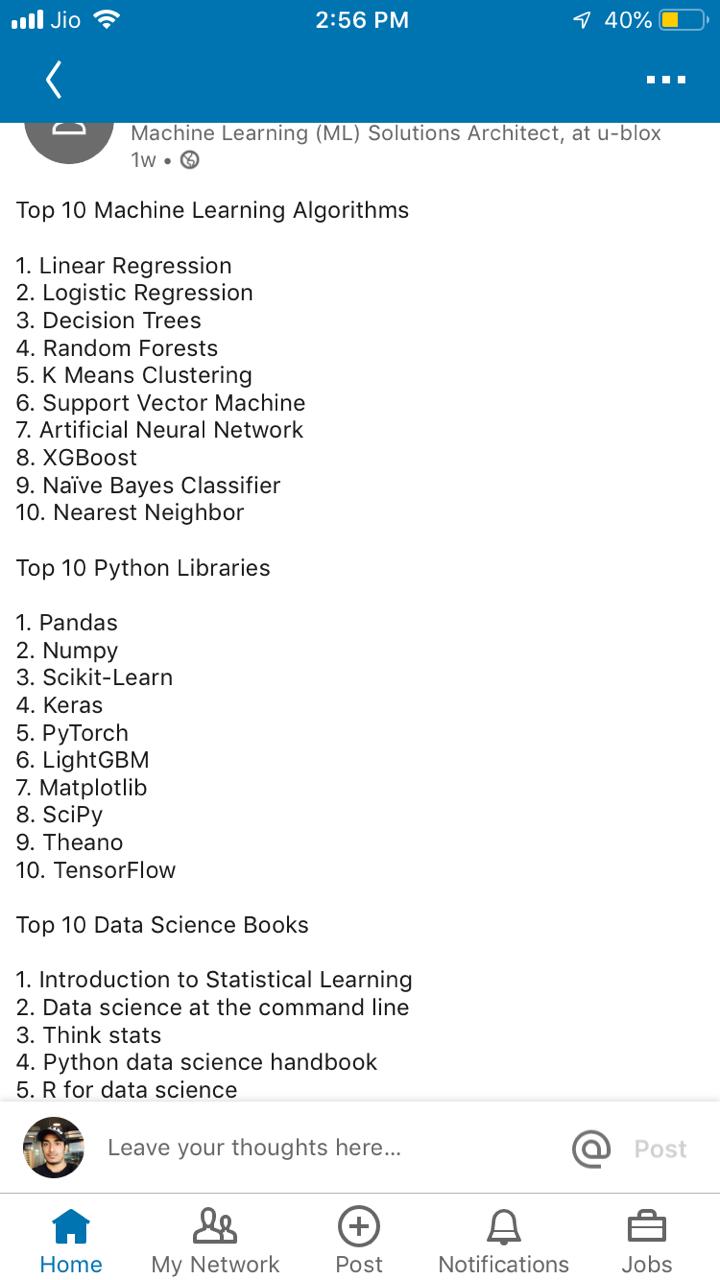 Jio
2:56 PM
40%
Machine Learning (ML) Solutions Architect, at u-blox
1w •
Top 10 Machine Learning Algorithms
1. Linear Regression
2. Logistic Regression
3. Decision Trees
4. Random Forests
5. K Means Clustering
6. Support Vector Machine
7. Artificial Neural Network
8. XGBoost
9. Naïve Bayes Classifier
10. Nearest Neighbor
Top 10 Python Libraries
1. Pandas
2. Numpy
3. Scikit-Learn
4. Keras
5. PyTorch
6. LightGBM
7. Matplotlib
8. SciPy
9. Theano
10. TensorFlow
Top 10 Data Science Books
1. Introduction to Statistical Learning
2. Data science at the command line
3. Think stats
4. Python data science handbook
5. R for data science
Leave your thoughts here...
@
Post
Home
My Network
Post
Notifications
Jobs